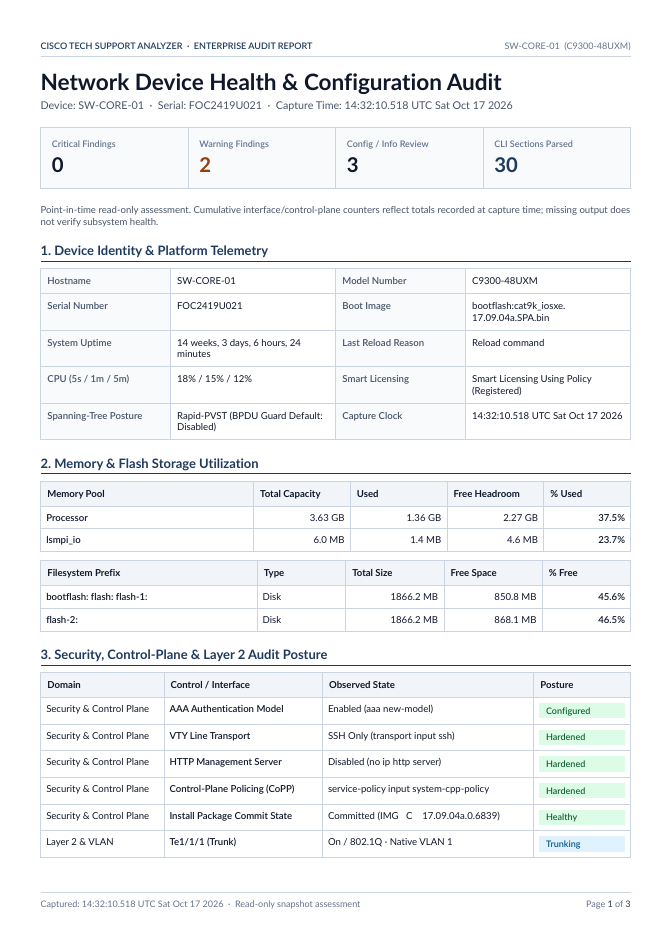 CISCO TECH SUPPORT ANALYZER · ENTERPRISE AUDIT REPORT SW-CORE-01 (C9300-48UXM)
Network Device Health & Configuration Audit
Device: SW-CORE-01 · Serial: FOC2419U021 · Capture Time: 14:32:10.518 UTC Sat Oct 17 2026
Critical Findings Warning Findings Config / Info Review CLI Sections Parsed
0 2 3 30
Point-in-time read-only assessment. Cumulative interface/control-plane counters reflect totals recorded at capture time; missing output does
not verify subsystem health.
1. Device Identity & Platform Telemetry
Hostname SW-CORE-01 Model Number C9300-48UXM
Serial Number FOC2419U021 Boot Image bootflash:cat9k_iosxe.
17.09.04a.SPA.bin
System Uptime 14 weeks, 3 days, 6 hours, 24 Last Reload Reason Reload command
minutes
CPU (5s / 1m / 5m) 18% / 15% / 12% Smart Licensing Smart Licensing Using Policy
(Registered)
Spanning-Tree Posture Rapid-PVST (BPDU Guard Default: Capture Clock 14:32:10.518 UTC Sat Oct 17 2026
Disabled)
2. Memory & Flash Storage Utilization
Memory Pool Total Capacity Used Free Headroom % Used
Processor 3.63 GB 1.36 GB 2.27 GB 37.5%
lsmpi_io 6.0 MB 1.4 MB 4.6 MB 23.7%
Filesystem Prefix Type Total Size Free Space % Free
bootflash: flash: flash-1: Disk 1866.2 MB 850.8 MB 45.6%
flash-2: Disk 1866.2 MB 868.1 MB 46.5%
3. Security, Control-Plane & Layer 2 Audit Posture
Domain Control / Interface Observed State Posture
Security & Control Plane AAA Authentication Model Enabled (aaa new-model) Configured
Security & Control Plane VTY Line Transport SSH Only (transport input ssh) Hardened
Security & Control Plane HTTP Management Server Disabled (no ip http server) Hardened
Security & Control Plane Control-Plane Policing (CoPP) service-policy input system-cpp-policy Hardened
Security & Control Plane Install Package Commit State Committed (IMG C 17.09.04a.0.6839) Healthy
Layer 2 & VLAN Te1/1/1 (Trunk) On / 802.1Q · Native VLAN 1 Trunking
Captured: 14:32:10.518 UTC Sat Oct 17 2026 · Read-only snapshot assessment Page 1 of 3